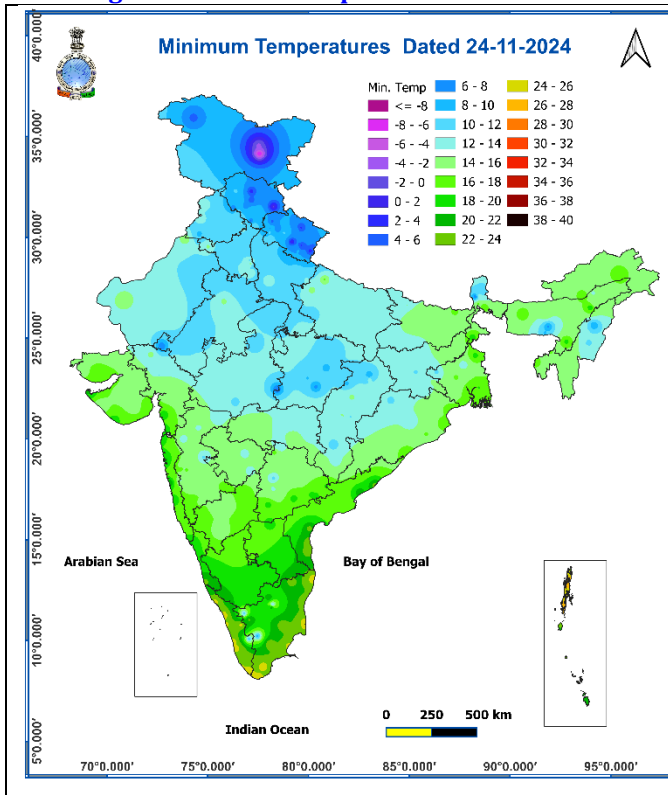 Minimum Temperatures Dated 24-11-2024
Min. Temp
<= -8
-8 - -6
-6 - -4
-4 - -2
-2 - 0
0 - 2
2 - 4
4 - 6
6 - 8
8 - 10
10 - 12
12 - 14
14 - 16
16 - 18
18 - 20
20 - 22
22 - 24
24 - 26
26 - 28
28 - 30
30 - 32
32 - 34
34 - 36
36 - 38
38 - 40
40°0.000'
35°0.000'
30°0.000'
25°0.000'
20°0.000'
15°0.000'
10°0.000'
5°0.000'
Arabian Sea
Bay of Bengal
Indian Ocean
0 250 500 km
70°0.000' 75°0.000' 80°0.000' 85°0.000' 90°0.000' 95°0.000'